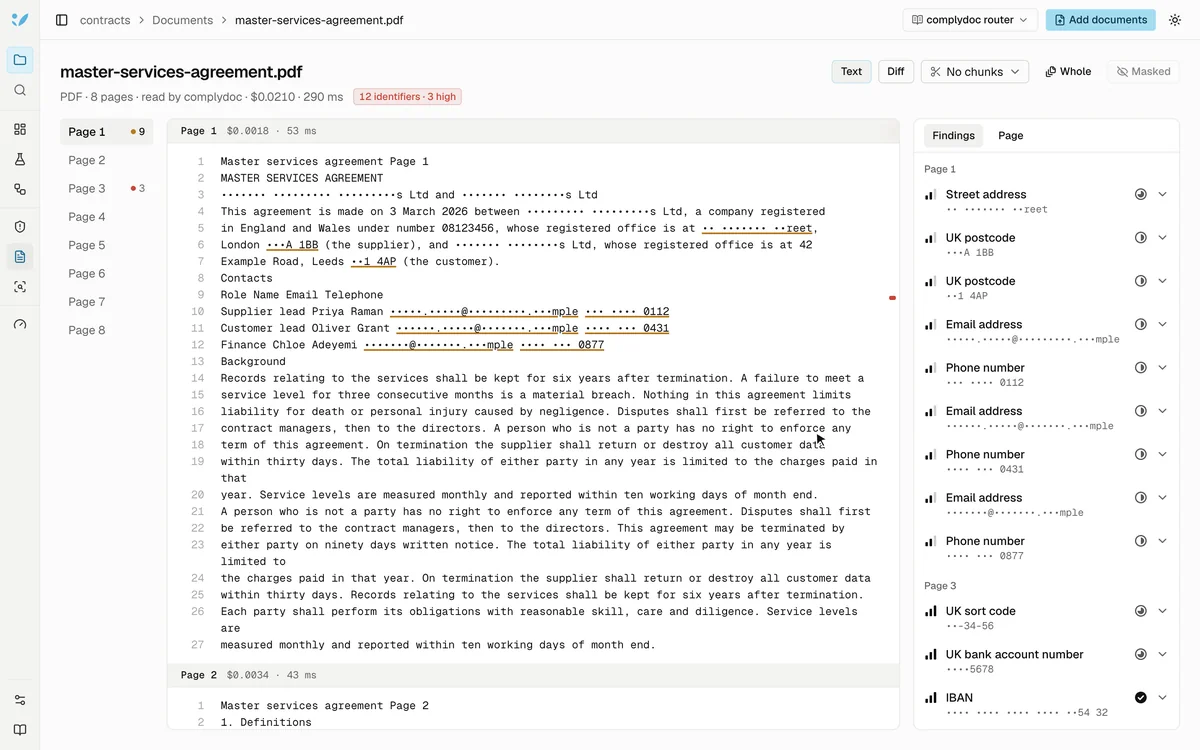 contracts > Documents > master-services-agreement.pdf
complydoc router
Add documents
master-services-agreement.pdf
Text
Diff
No chunks
Whole
Masked
PDF · 8 pages · read by complydoc · $0.0210 · 290 ms
12 identifiers · 3 high
Page 1 9
Page 2
Page 3 3
Page 4
Page 5
Page 6
Page 7
Page 8
Page 1 $0.0018 · 53 ms
1 Master services agreement Page 1
2 MASTER SERVICES AGREEMENT
3 ••••••• ••••••••• •••••••••s Ltd and ••••••• ••••••••s Ltd
4 This agreement is made on 3 March 2026 between ••••••••• •••••••••s Ltd, a company registered
5 in England and Wales under number 08123456, whose registered office is at •• ••••••• ••reet,
6 London •••A 1BB (the supplier), and ••••••• ••••••••s Ltd, whose registered office is at 42
7 Example Road, Leeds ••1 4AP (the customer).
8 Contacts
9 Role Name Email Telephone
10 Supplier lead Priya Raman •••••.•••••@•••••••••.•••mple ••• •••• 0112
11 Customer lead Oliver Grant ••••••.•••••@•••••••.•••mple •••• ••• 0431
12 Finance Chloe Adeyemi •••••••@•••••••.•••mple •••• ••• 0877
13 Background
14 Records relating to the services shall be kept for six years after termination. A failure to meet a
15 service level for three consecutive months is a material breach. Nothing in this agreement limits
16 liability for death or personal injury caused by negligence. Disputes shall first be referred to the
17 contract managers, then to the directors. A person who is not a party has no right to enforce any
18 term of this agreement. On termination the supplier shall return or destroy all customer data
19 within thirty days. The total liability of either party in any year is limited to the charges paid in
that
20 year. Service levels are measured monthly and reported within ten working days of month end.
21 A person who is not a party has no right to enforce any term of this agreement. Disputes shall first
22 be referred to the contract managers, then to the directors. This agreement may be terminated by
23 either party on ninety days written notice. The total liability of either party in any year is
limited to
24 the charges paid in that year. On termination the supplier shall return or destroy all customer data
25 within thirty days. Records relating to the services shall be kept for six years after termination.
26 Each party shall perform its obligations with reasonable skill, care and diligence. Service levels
are
27 measured monthly and reported within ten working days of month end.
Page 2 $0.0034 · 43 ms
1 Master services agreement Page 2
2 1. Definitions
Findings
Page
Page 1
Street address
•• ••••••• ••reet
UK postcode
•••A 1BB
UK postcode
••1 4AP
Email address
•••••.•••••@•••••••••.•••mple
Phone number
••• •••• 0112
Email address
••••••.•••••@•••••••.•••mple
Phone number
•••• ••• 0431
Email address
•••••••@•••••••.•••mple
Phone number
•••• ••• 0877
Page 3
UK sort code
••-34-56
UK bank account number
••••5678
IBAN
•••• •••• •••• •••• ••54 32